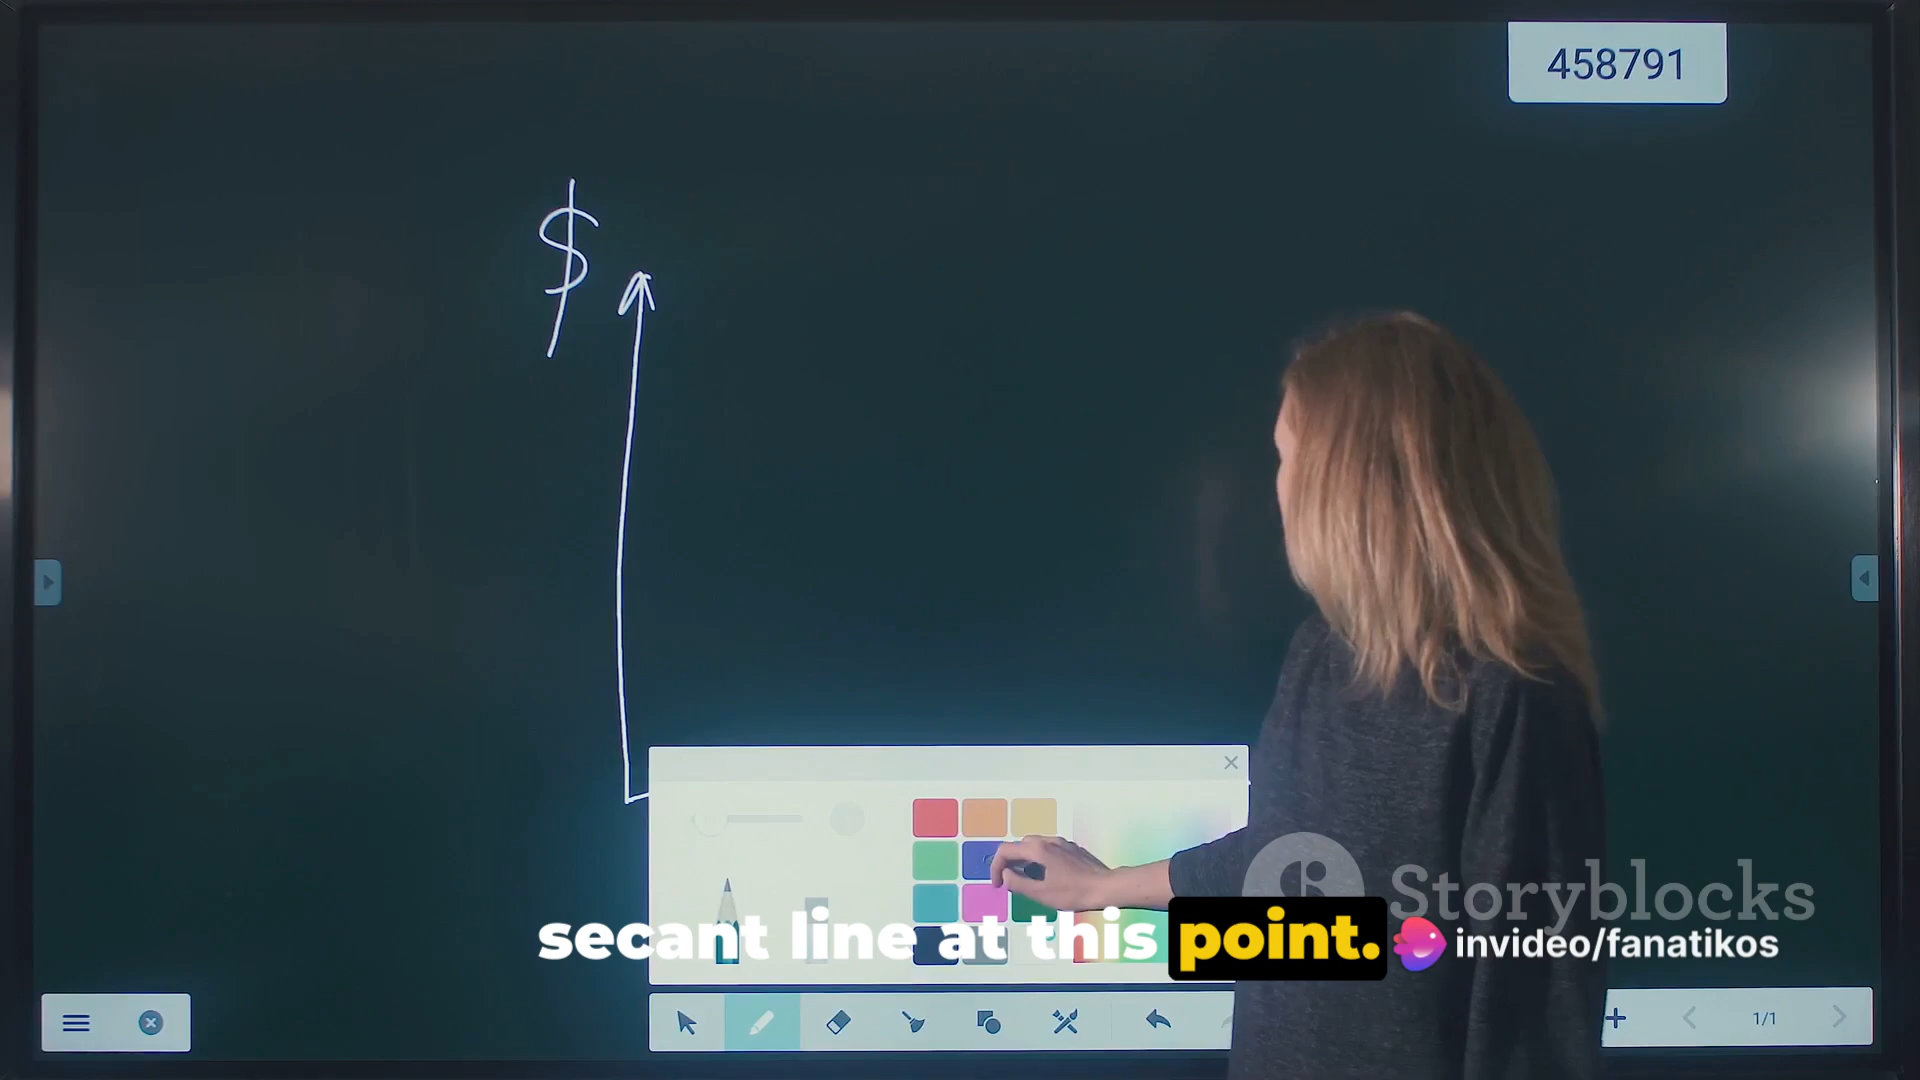 458791
$
Storyblocks
secant line at this point.
invideo/fanatikos
1/1